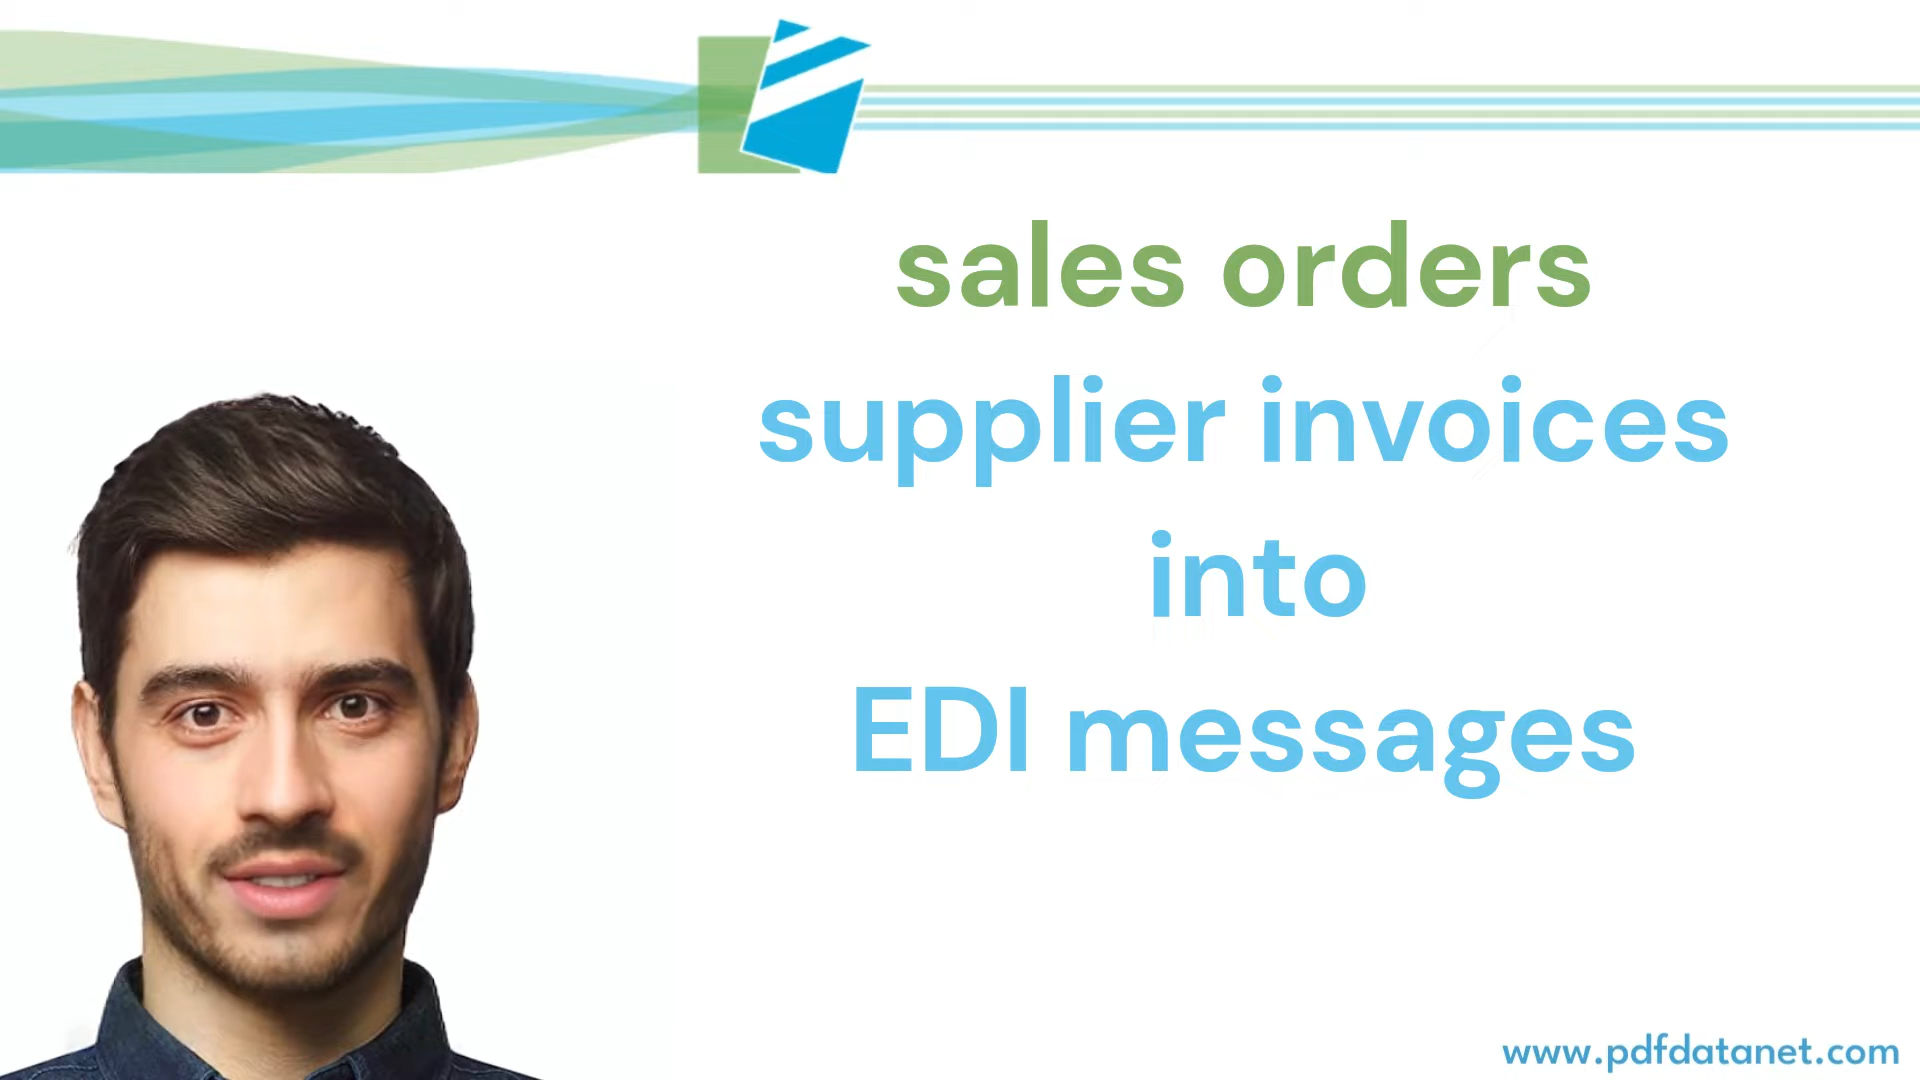 sales orders
supplier invoices
into
EDI messages
www.pdfdatanet.com